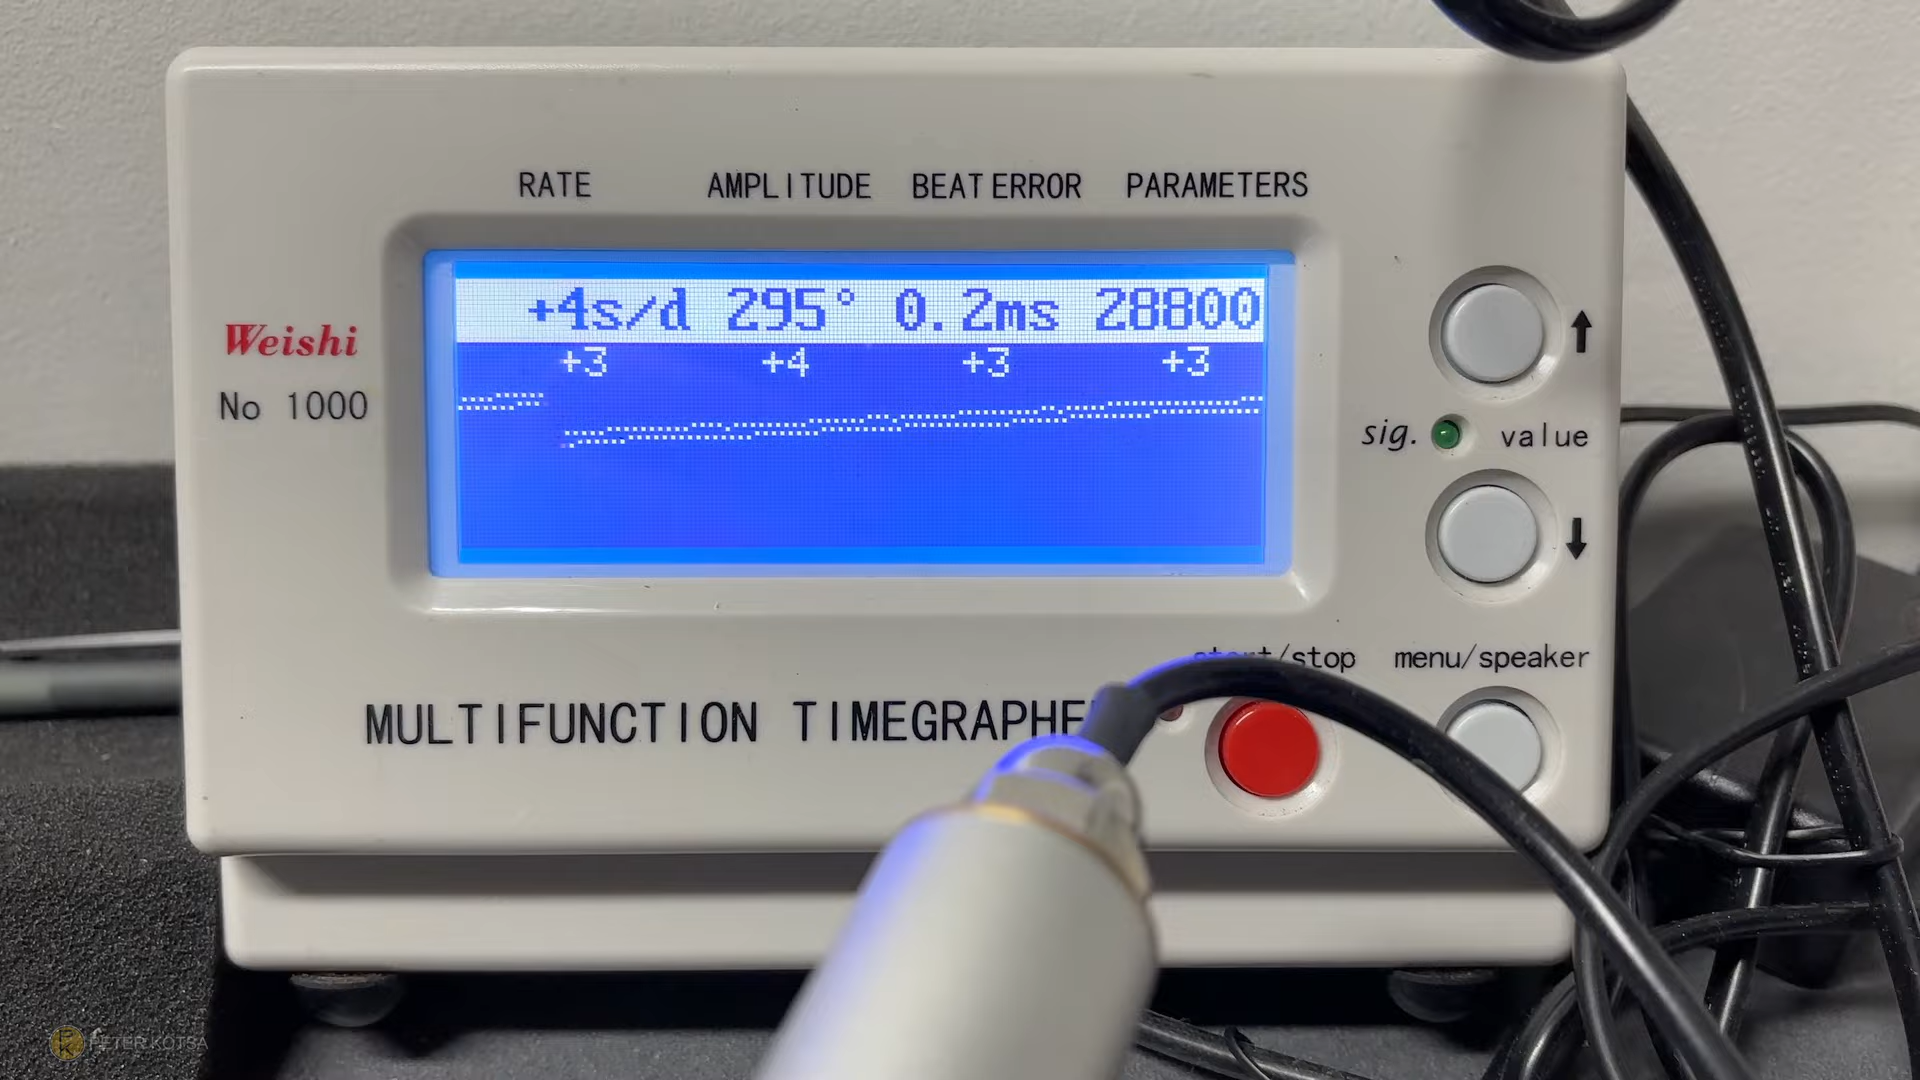 RATE AMPLITUDE BEAT ERROR PARAMETERS
+4s/d 295° 0.2ms 28800
+3 +4 +3 +3
Weishi
No 1000
sig. value
start/stop menu/speaker
MULTIFUNCTION TIMEGRAPHE
PETER KOTSA